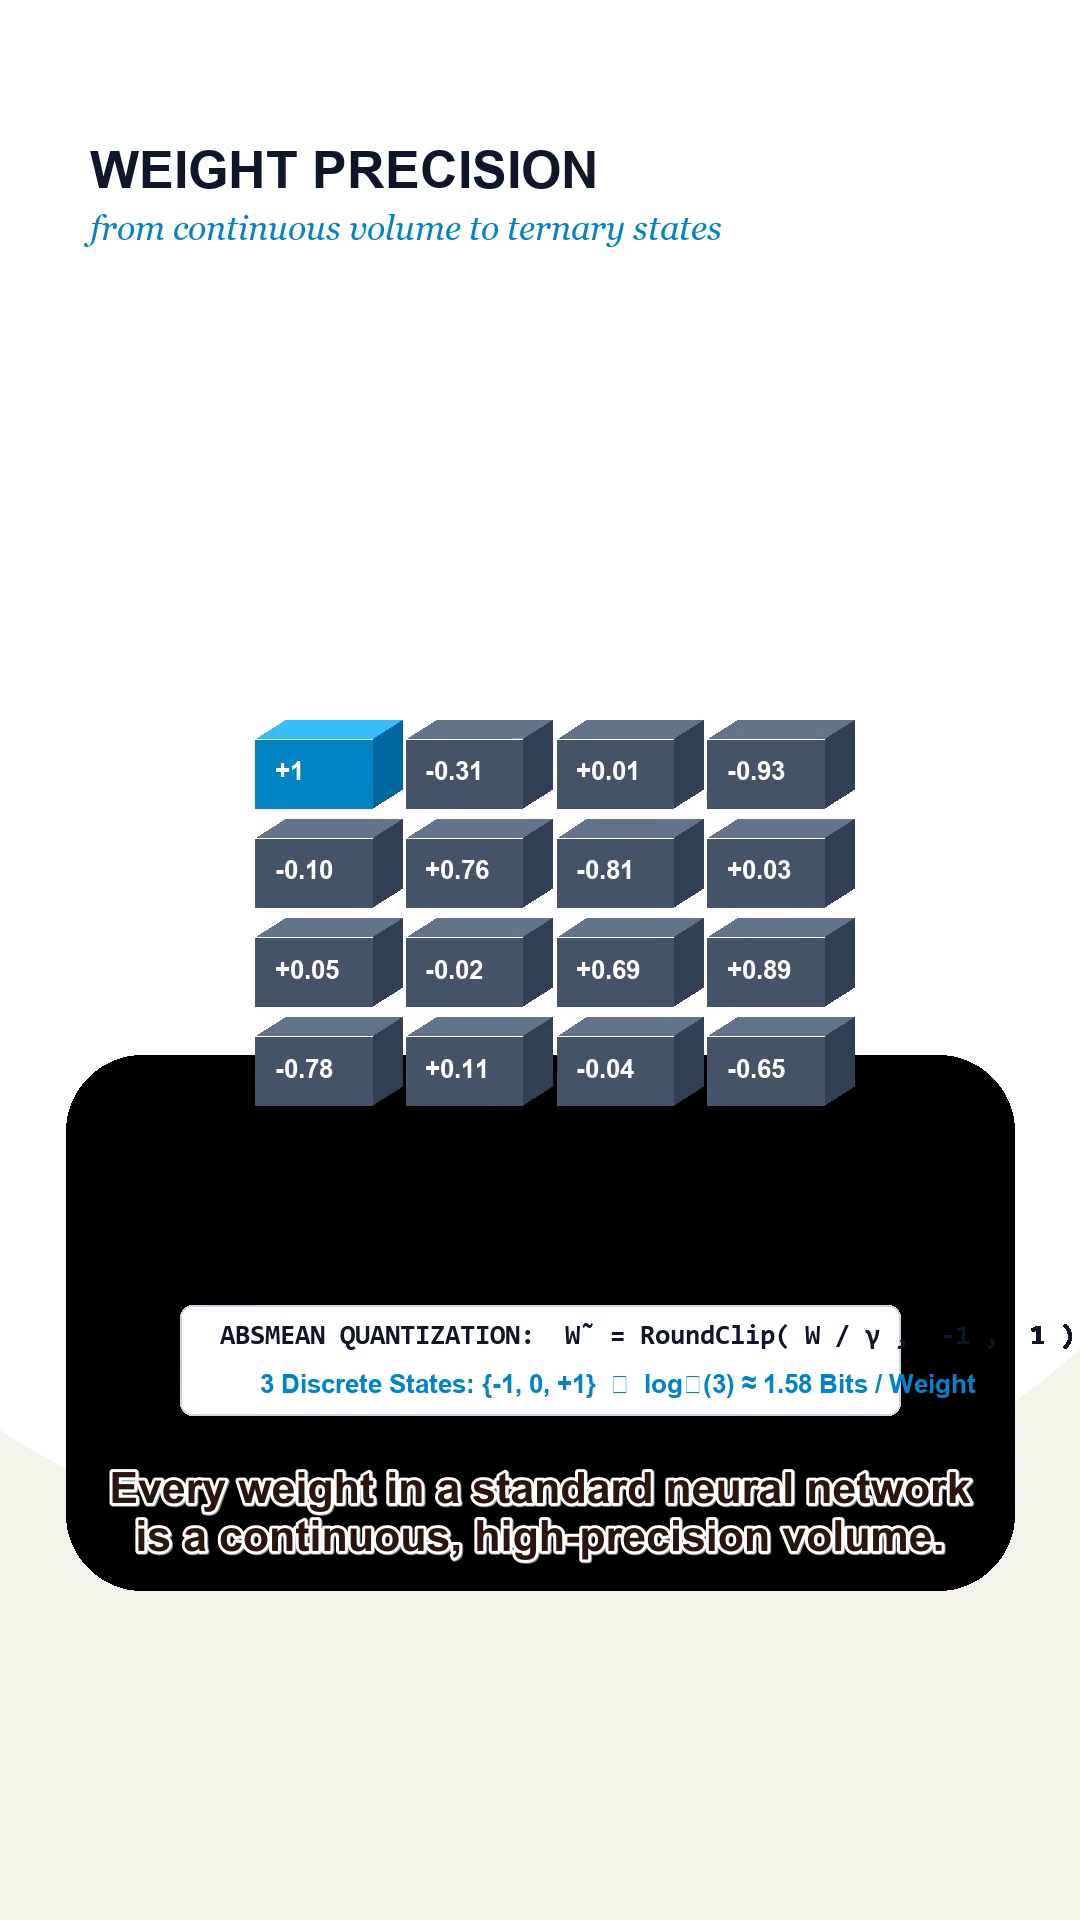 WEIGHT PRECISION
from continuous volume to ternary states
+1 -0.31 +0.01 -0.93
-0.10 +0.76 -0.81 +0.03
+0.05 -0.02 +0.69 +0.89
-0.78 +0.11 -0.04 -0.65
ABSMEAN QUANTIZATION: W˜ = RoundClip( W / γ , -1 , 1 )
3 Discrete States: {-1, 0, +1} □ log□(3) ≈ 1.58 Bits / Weight
Every weight in a standard neural network
is a continuous, high-precision volume.